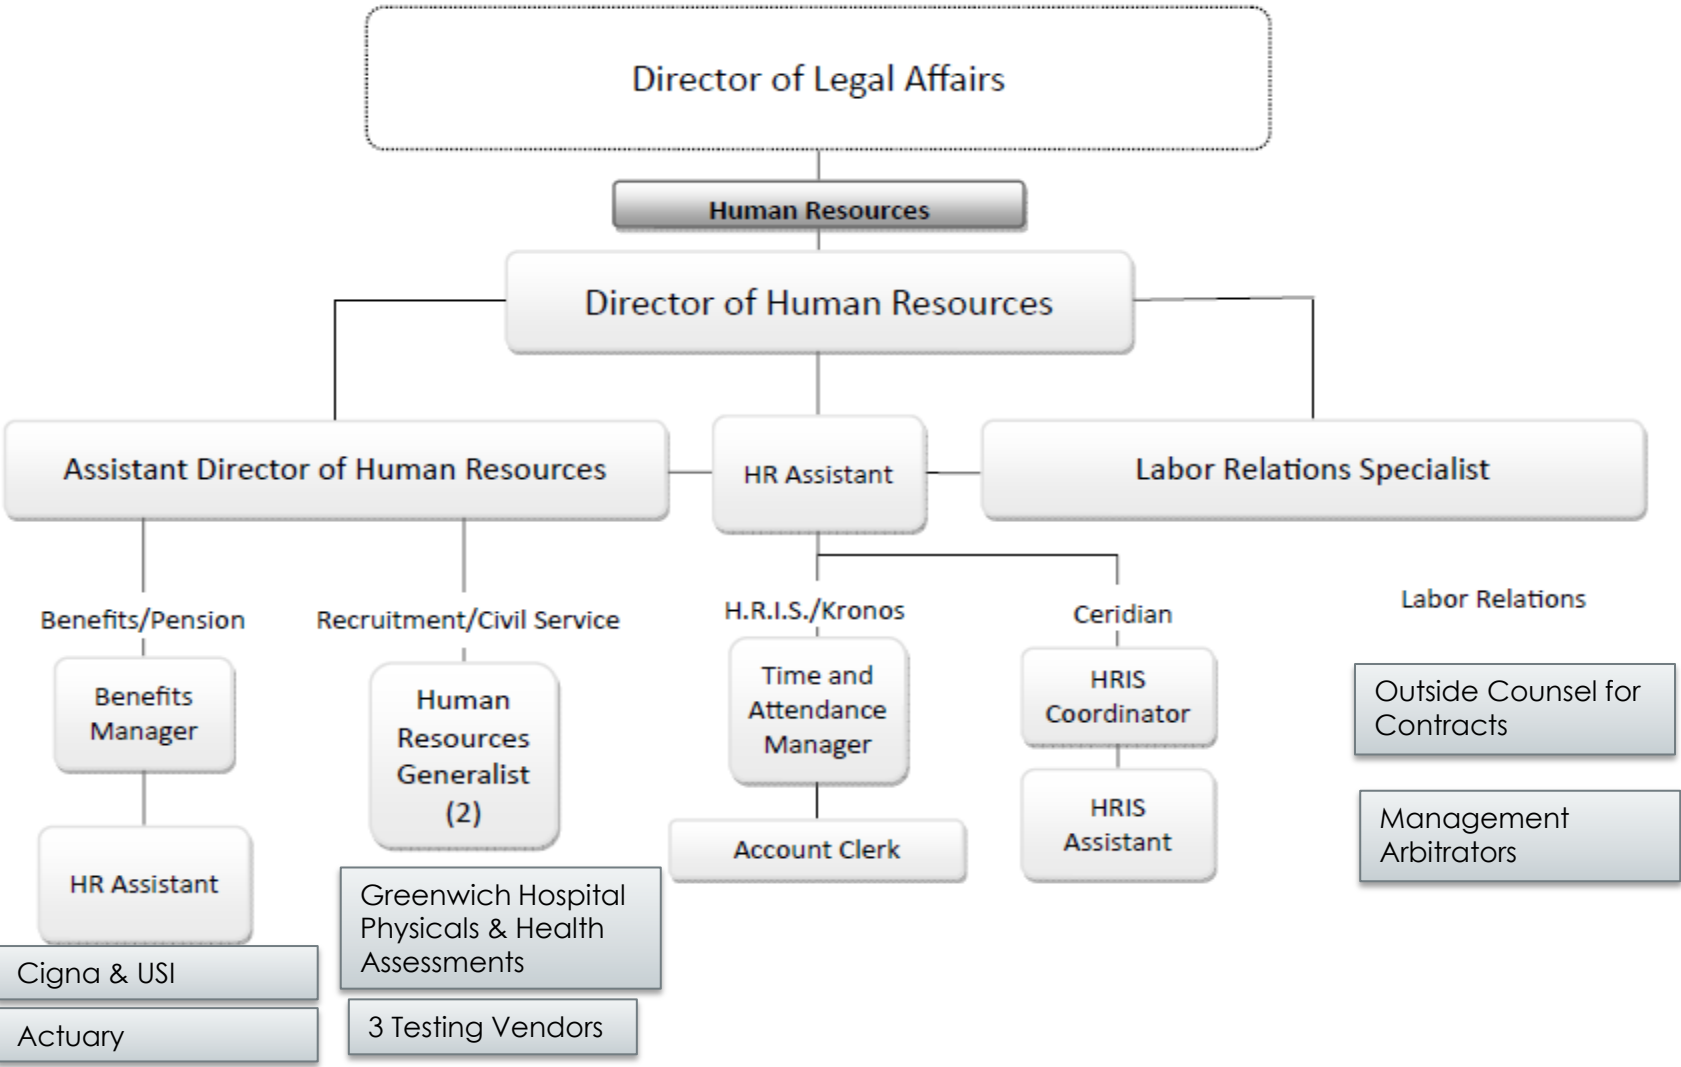 Director of Legal Affairs
Human Resources
Director of Human Resources
Assistant Director of Human Resources
HR Assistant
Labor Relations Specialist
Benefits/Pension
Recruitment/Civil Service
H.R.I.S./Kronos
Ceridian
Labor Relations
Benefits
Manager
HR Assistant
Cigna & USI
Actuary
Human
Resources
Generalist
(2)
Greenwich Hospital
Physicals & Health
Assessments
3 Testing Vendors
Time and
Attendance
Manager
Account Clerk
HRIS
Coordinator
HRIS
Assistant
Outside Counsel for
Contracts
Management
Arbitrators